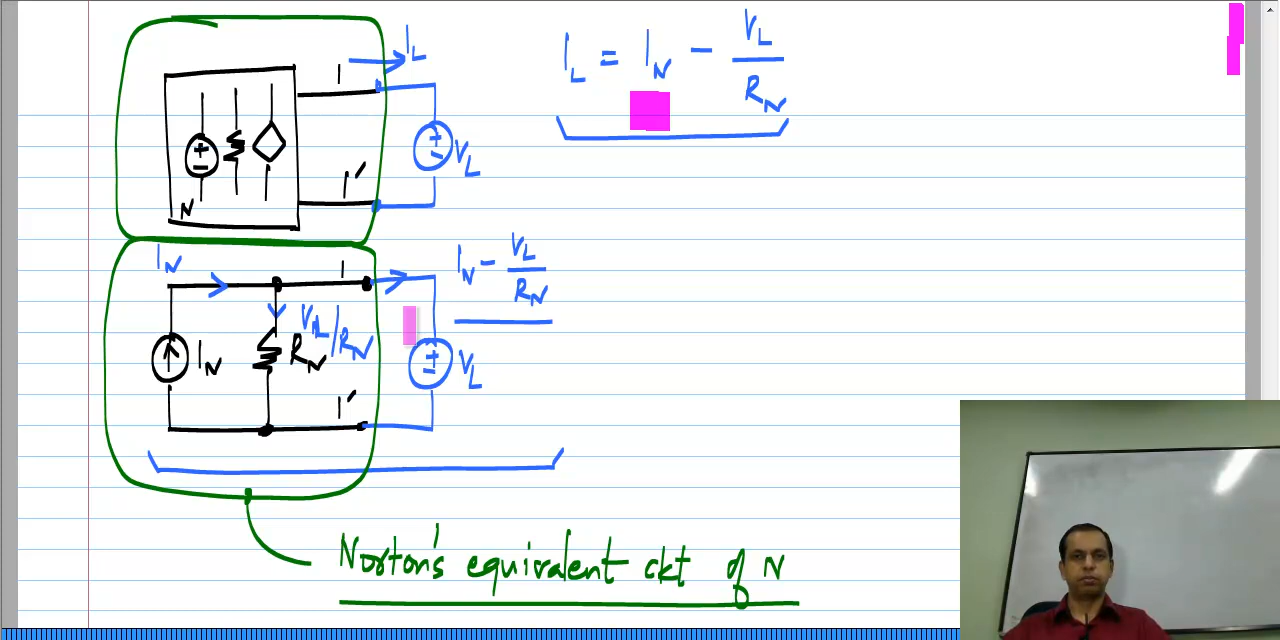 I_L
I_L = I_N - V_L / R_N
1
+
-
V_L
1'
N
I_N
1
I_N - V_L / R_N
V_L / R_N
I_N
R_N
+
-
V_L
1'
Norton's equivalent ckt of N